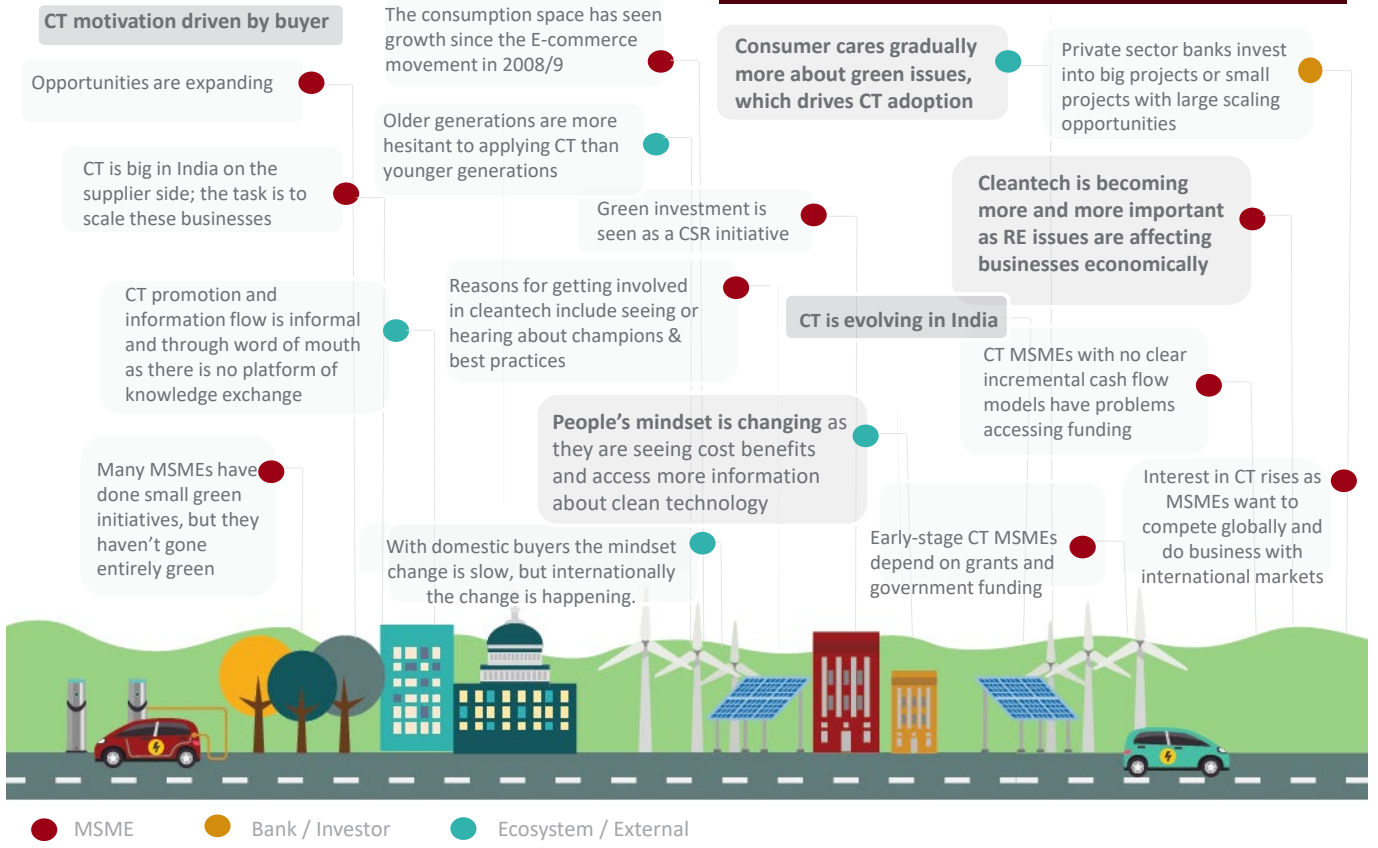 CT motivation driven by buyer
The consumption space has seen
growth since the E-commerce
movement in 2008/9
Consumer cares gradually
more about green issues,
which drives CT adoption
Private sector banks invest
into big projects or small
projects with large scaling
opportunities
Opportunities are expanding
Older generations are more
hesitant to applying CT than
younger generations
CT is big in India on the
supplier side; the task is to
scale these businesses
Green investment is
seen as a CSR initiative
Cleantech is becoming
more and more important
as RE issues are affecting
businesses economically
CT promotion and
information flow is informal
and through word of mouth
as there is no platform of
knowledge exchange
Reasons for getting involved
in cleantech include seeing or
hearing about champions &
best practices
CT is evolving in India
CT MSMEs with no clear
incremental cash flow
models have problems
accessing funding
People's mindset is changing as
they are seeing cost benefits
and access more information
about clean technology
Many MSMEs have
done small green
initiatives, but they
haven't gone
entirely green
With domestic buyers the mindset
change is slow, but internationally
the change is happening.
Early-stage CT MSMEs
depend on grants and
government funding
Interest in CT rises as
MSMEs want to
compete globally and
do business with
international markets
MSME
Bank / Investor
Ecosystem / External